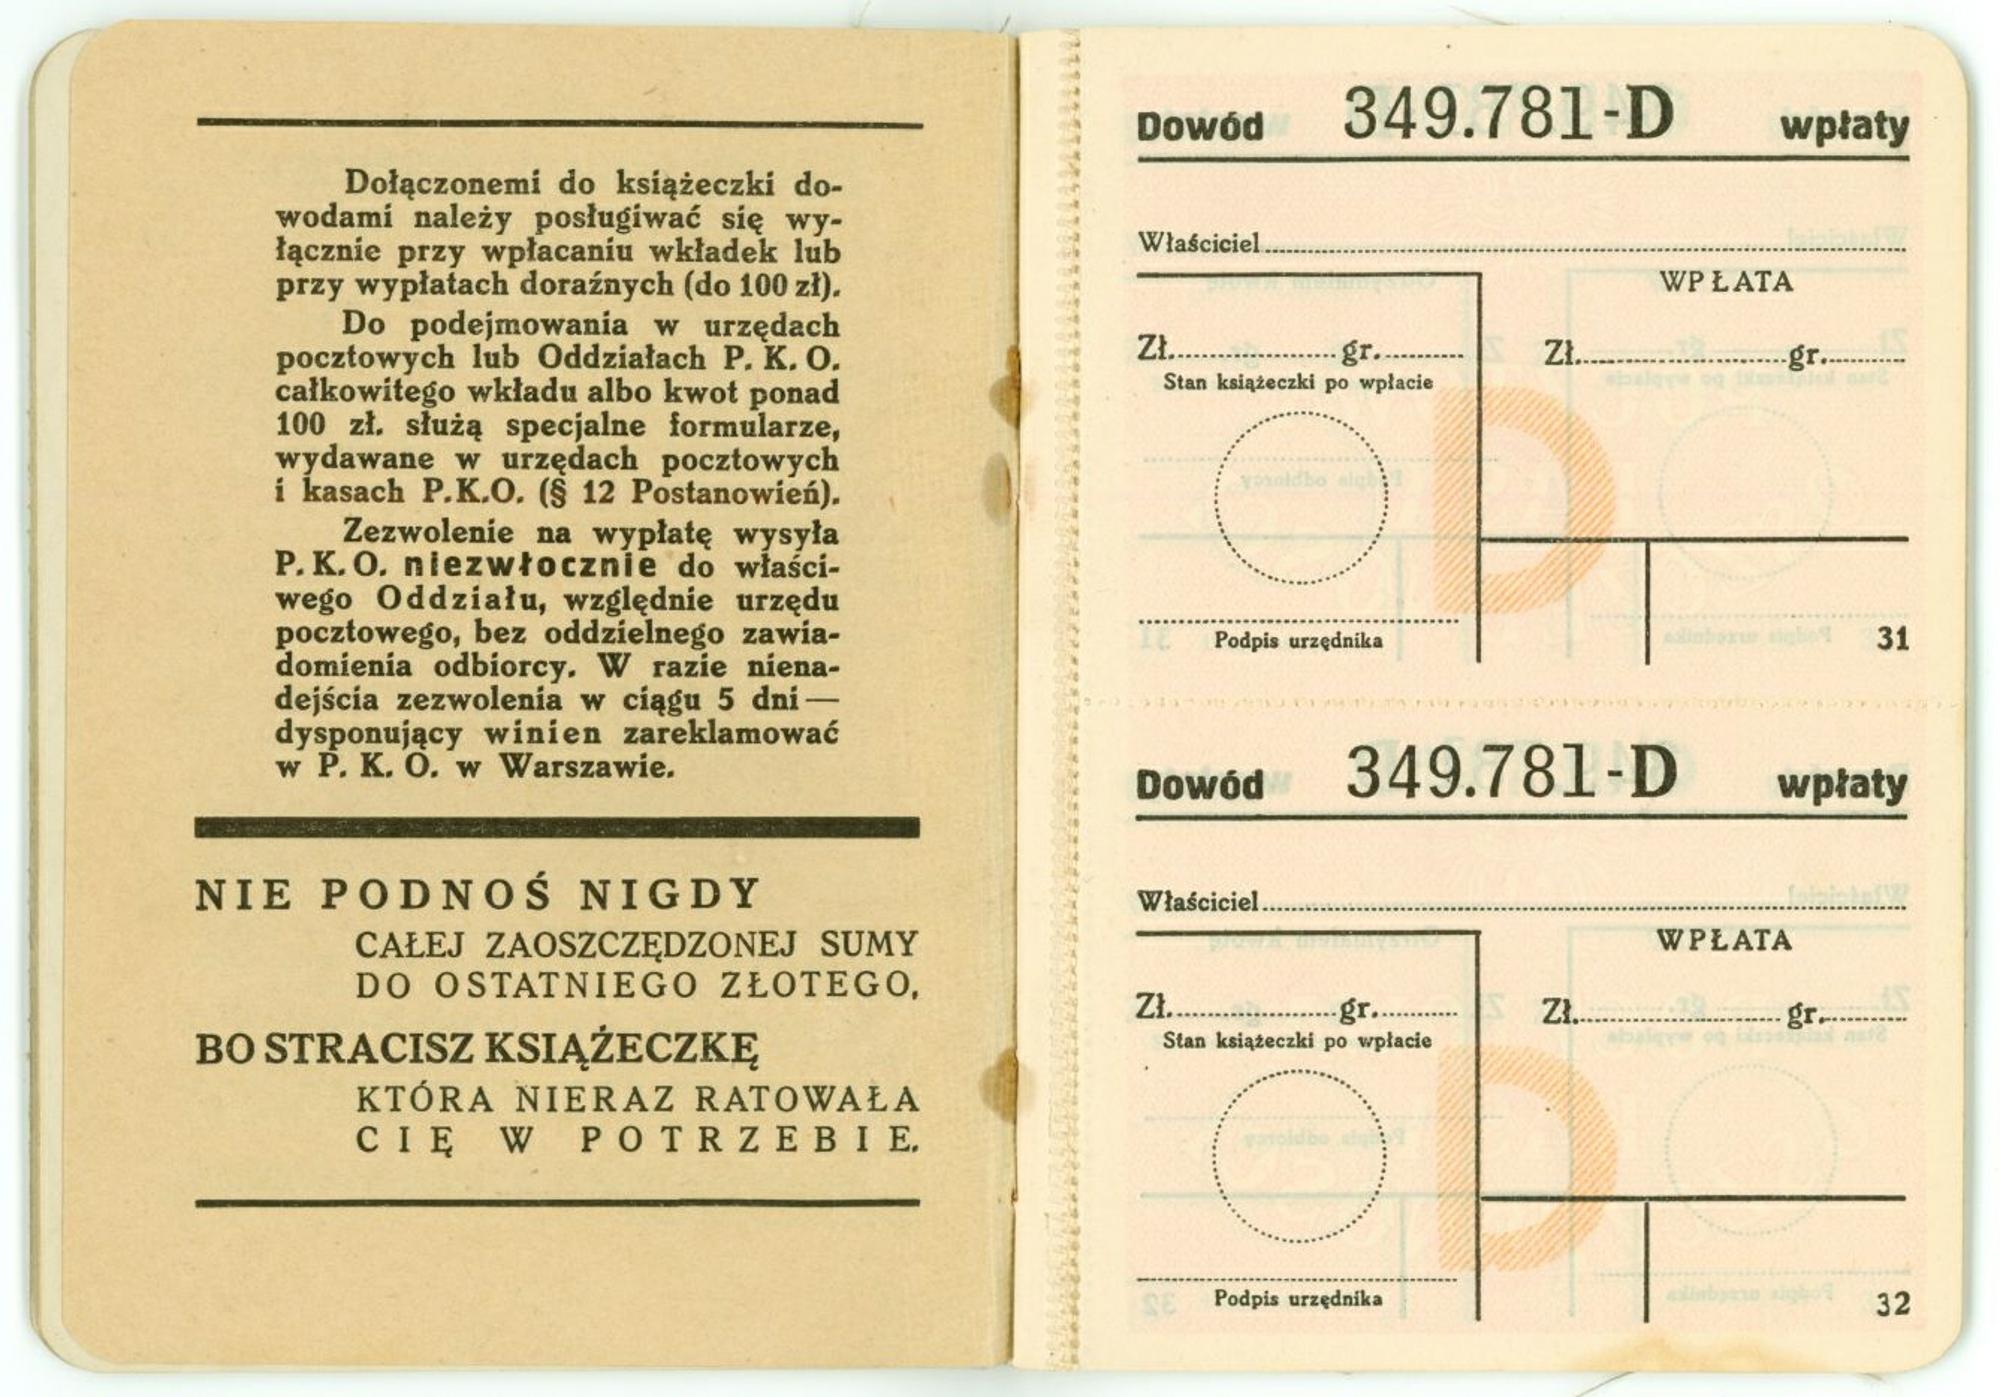 Dołączonemi do książeczki do-
wodami należy posługiwać się wy-
łącznie przy wpłacaniu wkładek lub
przy wypłatach doraźnych (do 100 zł).
Do podejmowania w urzędach
pocztowych lub Oddziałach P. K. O.
całkowitego wkładu albo kwot ponad
100 zł. służą specjalne formularze,
wydawane w urzędach pocztowych
i kasach P.K.O. (§ 12 Postanowień).
Zezwolenie na wypłatę wysyła
P. K. O. niezwłocznie do właści-
wego Oddziału, względnie urzędu
pocztowego, bez oddzielnego zawia-
domienia odbiorcy. W razie niena-
dejścia zezwolenia w ciągu 5 dni —
dysponujący winien zareklamować
w P. K. O. w Warszawie.
NIE PODNOŚ NIGDY
CAŁEJ ZAOSZCZĘDZONEJ SUMY
DO OSTATNIEGO ZŁOTEGO,
BO STRACISZ KSIĄŻECZKĘ
KTÓRA NIERAZ RATOWAŁA
CIĘ W POTRZEBIE.
Dowód 349.781-D wpłaty
Właściciel
WPŁATA
Zł. gr. Zł. gr.
Stan książeczki po wpłacie
D
Podpis urzędnika 31
Dowód 349.781-D wpłaty
Właściciel
WPŁATA
Zł. gr. Zł. gr.
Stan książeczki po wpłacie
D
Podpis urzędnika 32